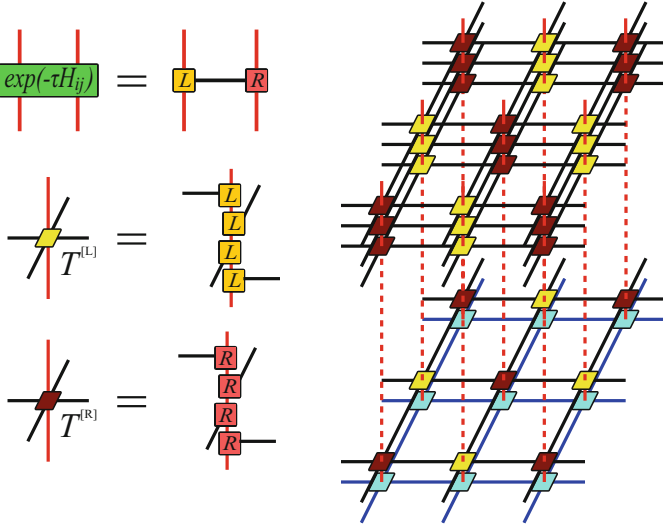 exp(-τH_ij) = L R
L
L
T^[L] = L
L
R
R
T^[R] = R
R